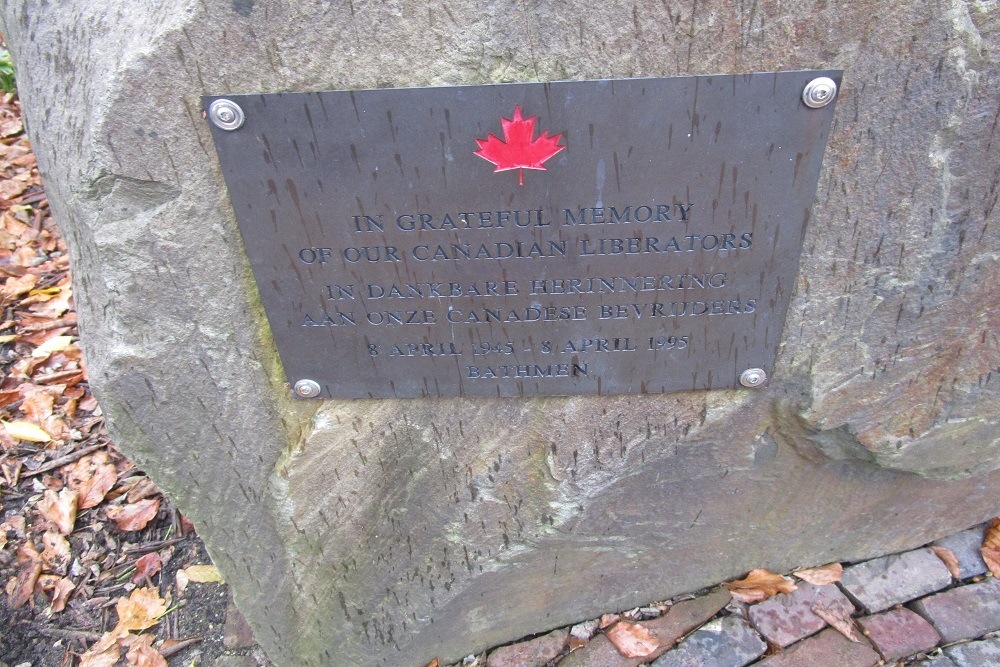 IN GRATEFUL MEMORY
OF OUR CANADIAN LIBERATORS
IN DANKBARE HERINNERING
AAN ONZE CANADESE BEVRIJDERS
8 APRIL 1945 - 8 APRIL 1995
BATHMEN